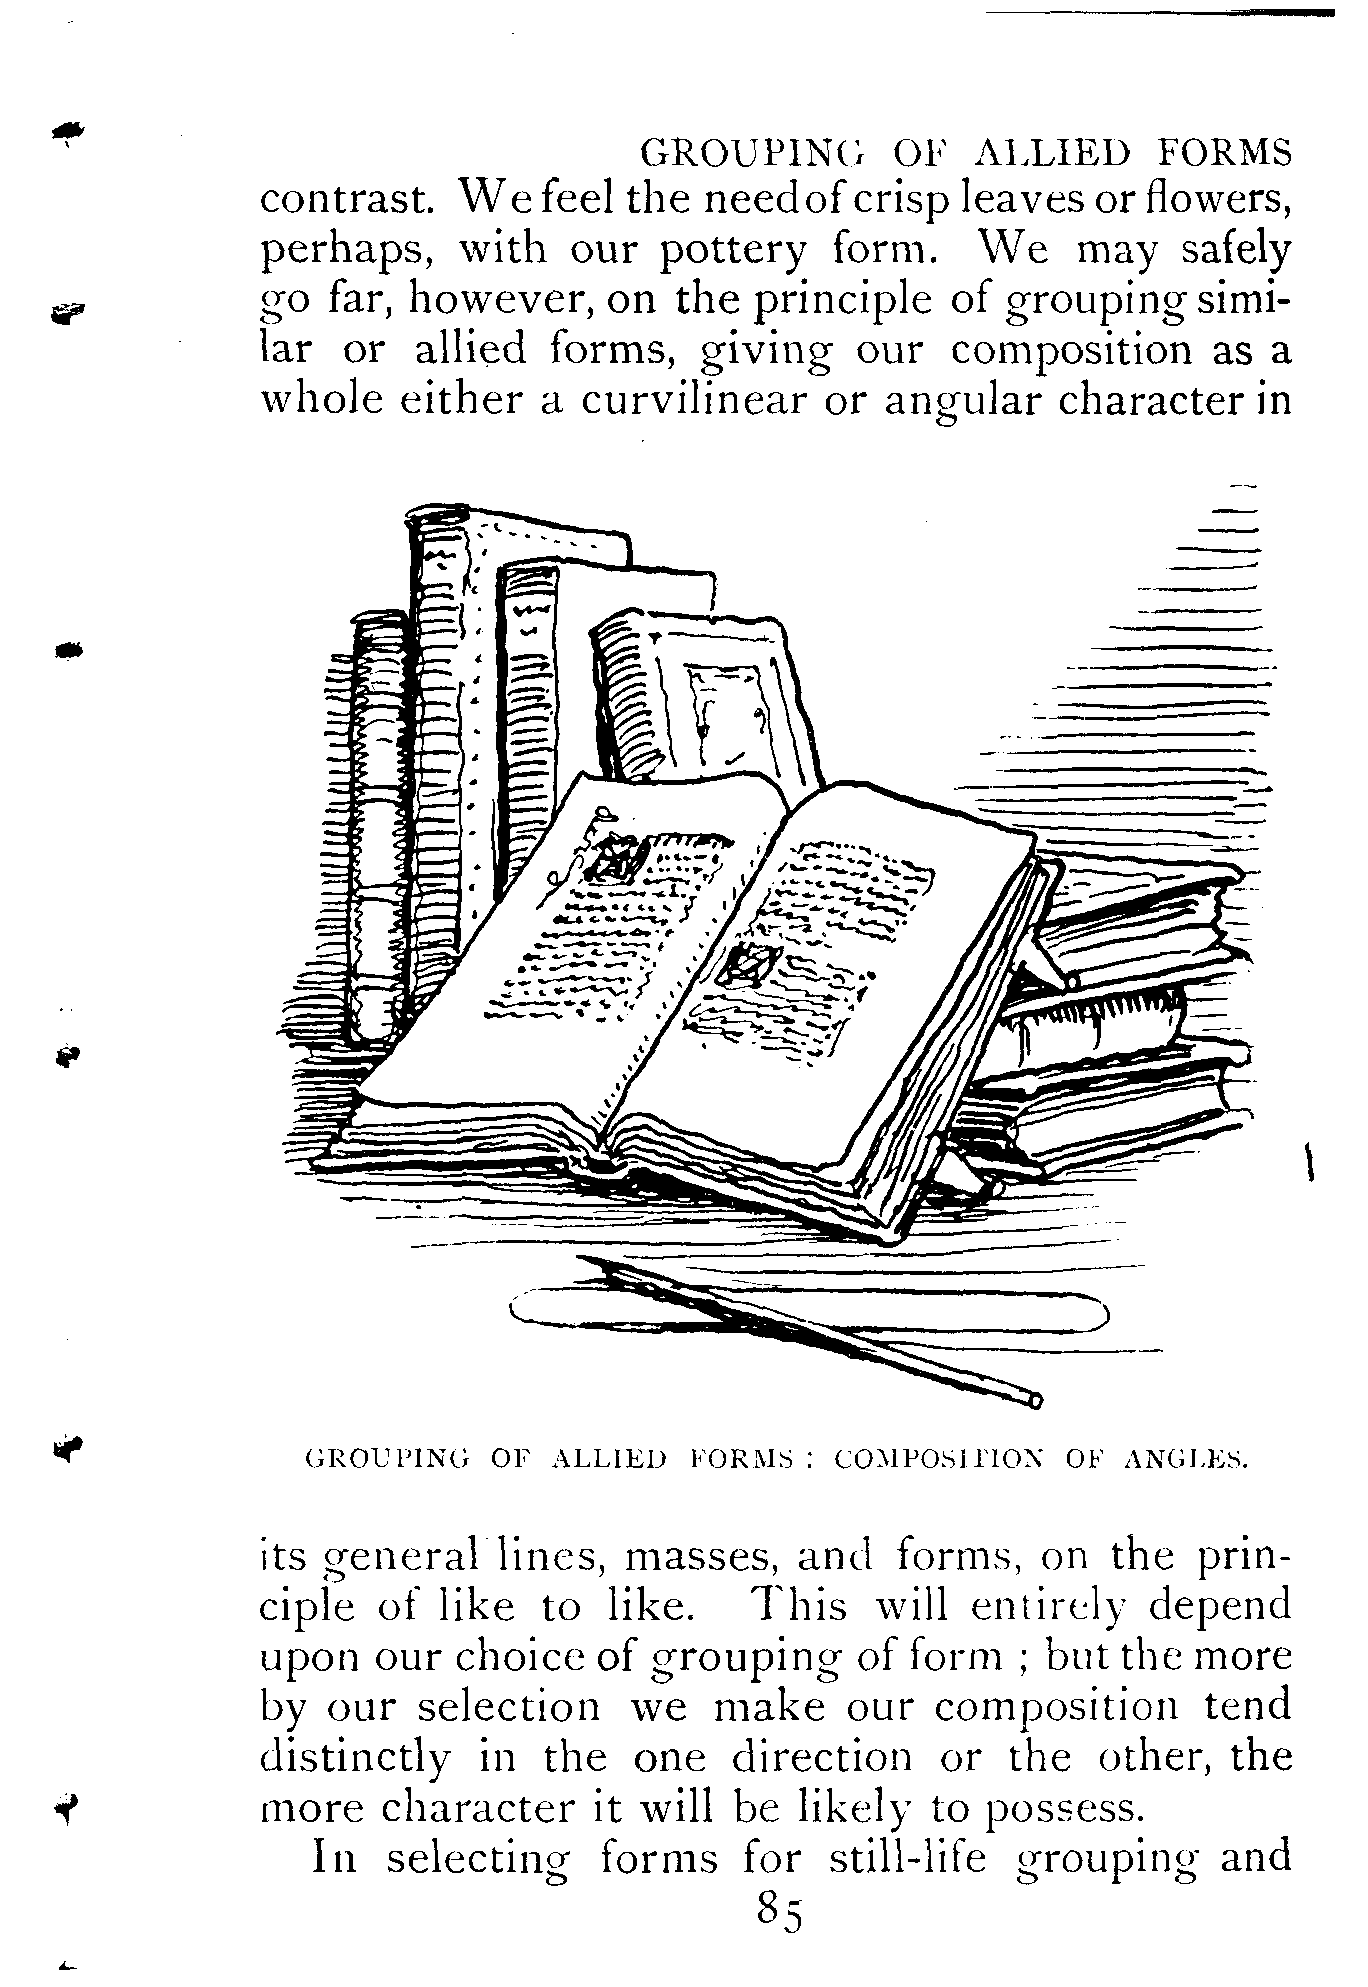 GROUPING OF ALLIED FORMS
contrast. We feel the need of crisp leaves or flowers,
perhaps, with our pottery form. We may safely
go far, however, on the principle of grouping simi-
lar or allied forms, giving our composition as a
whole either a curvilinear or angular character in
GROUPING OF ALLIED FORMS : COMPOSITION OF ANGLES.
its general lines, masses, and forms, on the prin-
ciple of like to like. This will entirely depend
upon our choice of grouping of form ; but the more
by our selection we make our composition tend
distinctly in the one direction or the other, the
more character it will be likely to possess.
In selecting forms for still-life grouping and
85